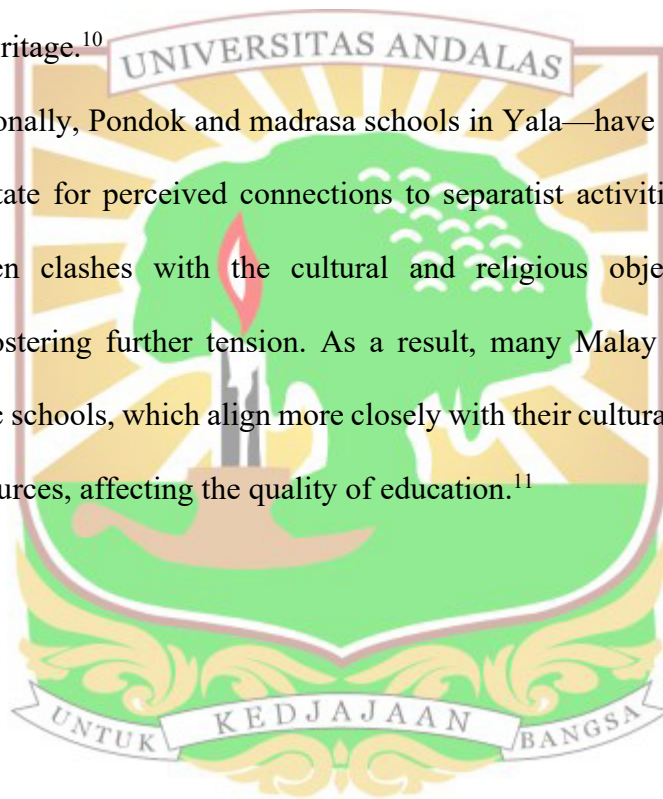 ritage.10
UNIVERSITAS ANDALAS
onally, Pondok and madrasa schools in Yala—have
tate for perceived connections to separatist activiti
en clashes with the cultural and religious obje
ostering further tension. As a result, many Malay
c schools, which align more closely with their cultura
urces, affecting the quality of education.11
UNTUK KEDJAJAAN BANGSA